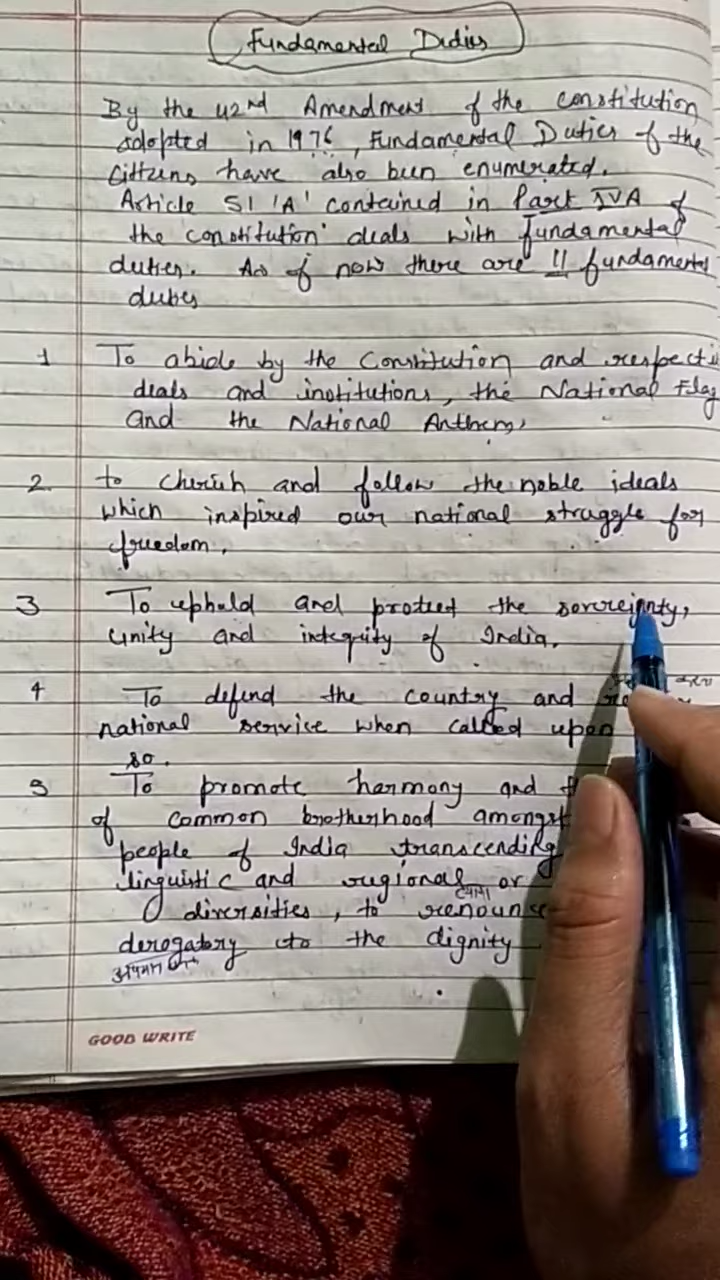 Fundamental Duties
By the 42nd Amendment of the constitution
adopted in 1976, Fundamental Duties of the
Citizens have also been enumerated.
Article 51 'A' contained in Part IVA of
the constitution deals with fundamental
duties. As of now there are 11 fundamental
duties
1 To abide by the Constitution and respect i
deals and institutions, the National Flag
and the National Anthem,
2. to cherish and follow the noble ideals
which inspired our national struggle for
freedom.
3 To uphold and protect the sovereignty,
unity and integrity of India.
4 To defend the country and
national service when called upon
so.
5 To promote harmony and
of common brotherhood amongst
people of India transcending
linguistic and regional or
त्याग
diversities, to renounce
derogatory to the dignity
GOOD WRITE